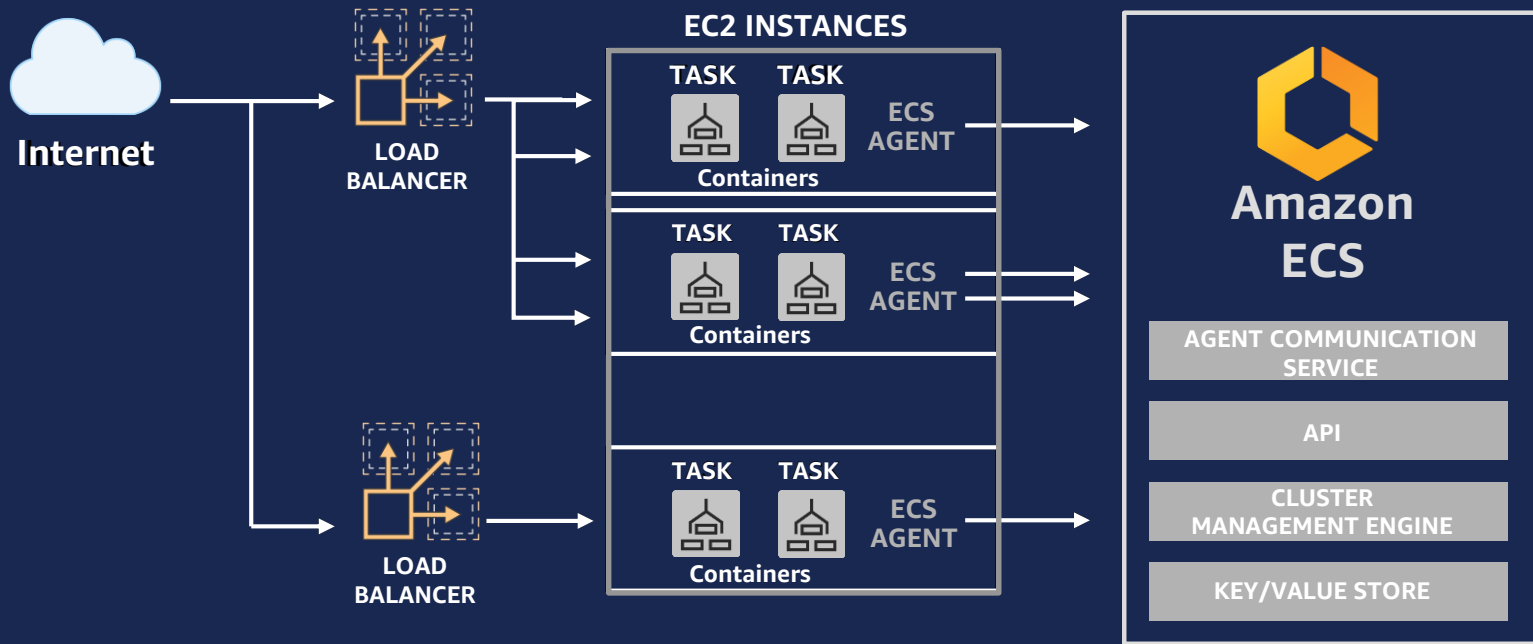 Internet
LOAD
BALANCER
LOAD
BALANCER
EC2 INSTANCES
TASK TASK
ECS
AGENT
Containers
TASK TASK
ECS
AGENT
Containers
TASK TASK
ECS
AGENT
Containers
Amazon
ECS
AGENT COMMUNICATION
SERVICE
API
CLUSTER
MANAGEMENT ENGINE
KEY/VALUE STORE